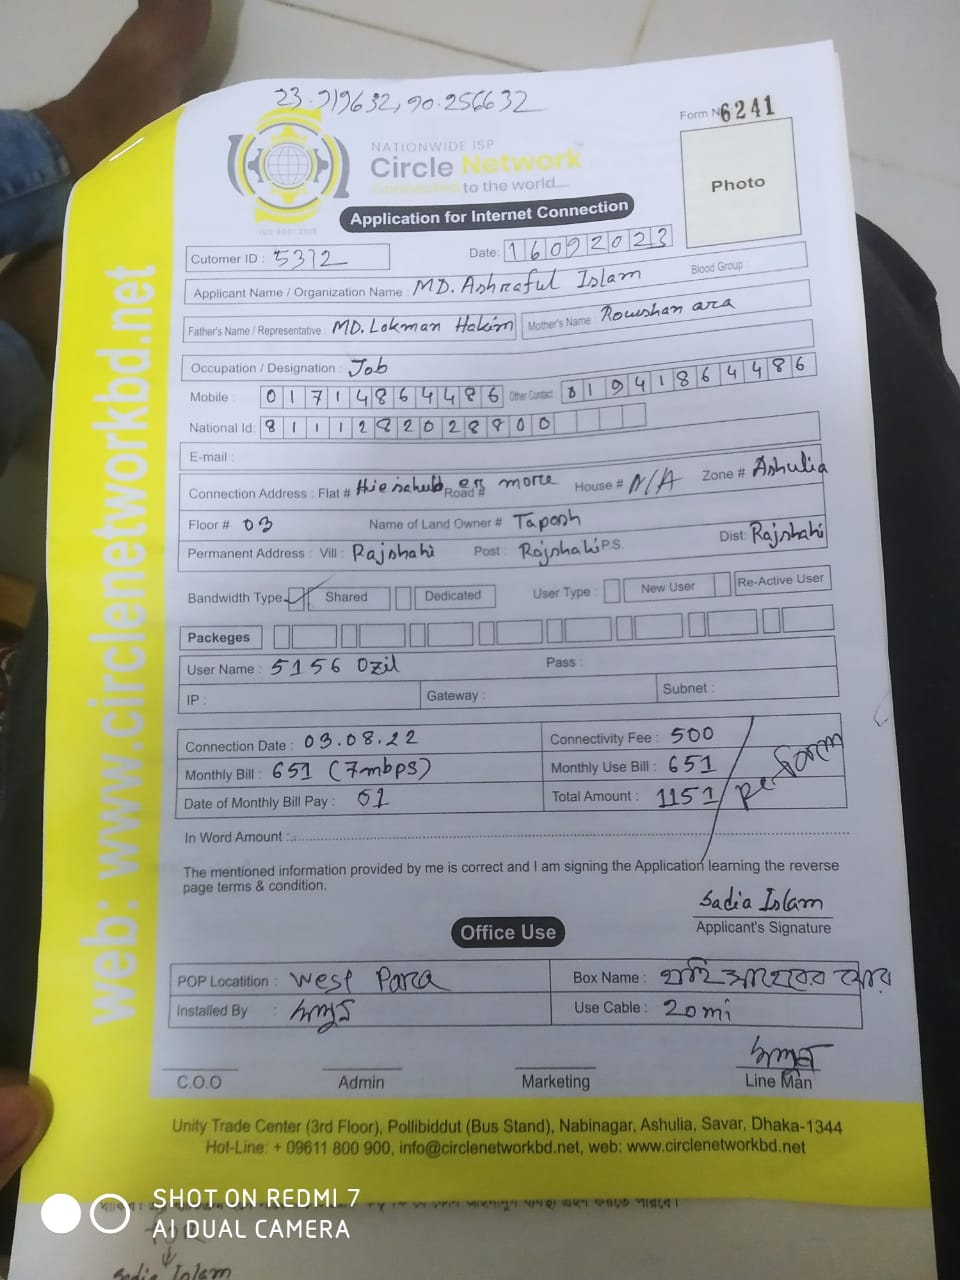 23.719632, 90.256632
Form N 6241
NATIONWIDE ISP
Circle Network
Connected to the world....
ISO 9001:2015
Photo
Application for Internet Connection
Cutomer ID : 5372 Date: 16092023
Applicant Name / Organization Name : MD. Ashraful Islam Blood Group :
Father's Name / Representative : MD. Lokman Hakim Mother's Name : Rowshan ara
Occupation / Designation : Job
Mobile : 01714864486 Other Contact 01941864486
National Id: 8111282028800
E-mail :
Connection Address : Flat # Road # more House # N/A Zone # Ashulia
Floor # 03 Name of Land Owner # Taposh
Permanent Address : Vill : Rajshahi Post : Rajshahi P.S. Dist: Rajshahi
Bandwidth Type Shared Dedicated User Type : New User Re-Active User
Packeges
User Name : 5156 Ozil Pass :
IP : Gateway : Subnet :
Connection Date : 03.08.22 Connectivity Fee : 500
Monthly Bill : 651 (7mbps) Monthly Use Bill : 651
Date of Monthly Bill Pay : 01 Total Amount : 1151
In Word Amount :
The mentioned information provided by me is correct and I am signing the Application learning the reverse
page terms & condition.
Sadia Islam
Applicant's Signature
Office Use
POP Locatition : West Para Box Name :
Installed By : Use Cable : 20 mi
C.O.O Admin Marketing Line Man
Unity Trade Center (3rd Floor), Pollibiddut (Bus Stand), Nabinagar, Ashulia, Savar, Dhaka-1344
Hot-Line: + 09611 800 900, info@circlenetworkbd.net, web: www.circlenetworkbd.net
web: www.circlenetworkbd.net
SHOT ON REDMI 7
AI DUAL CAMERA
Sadia Islam